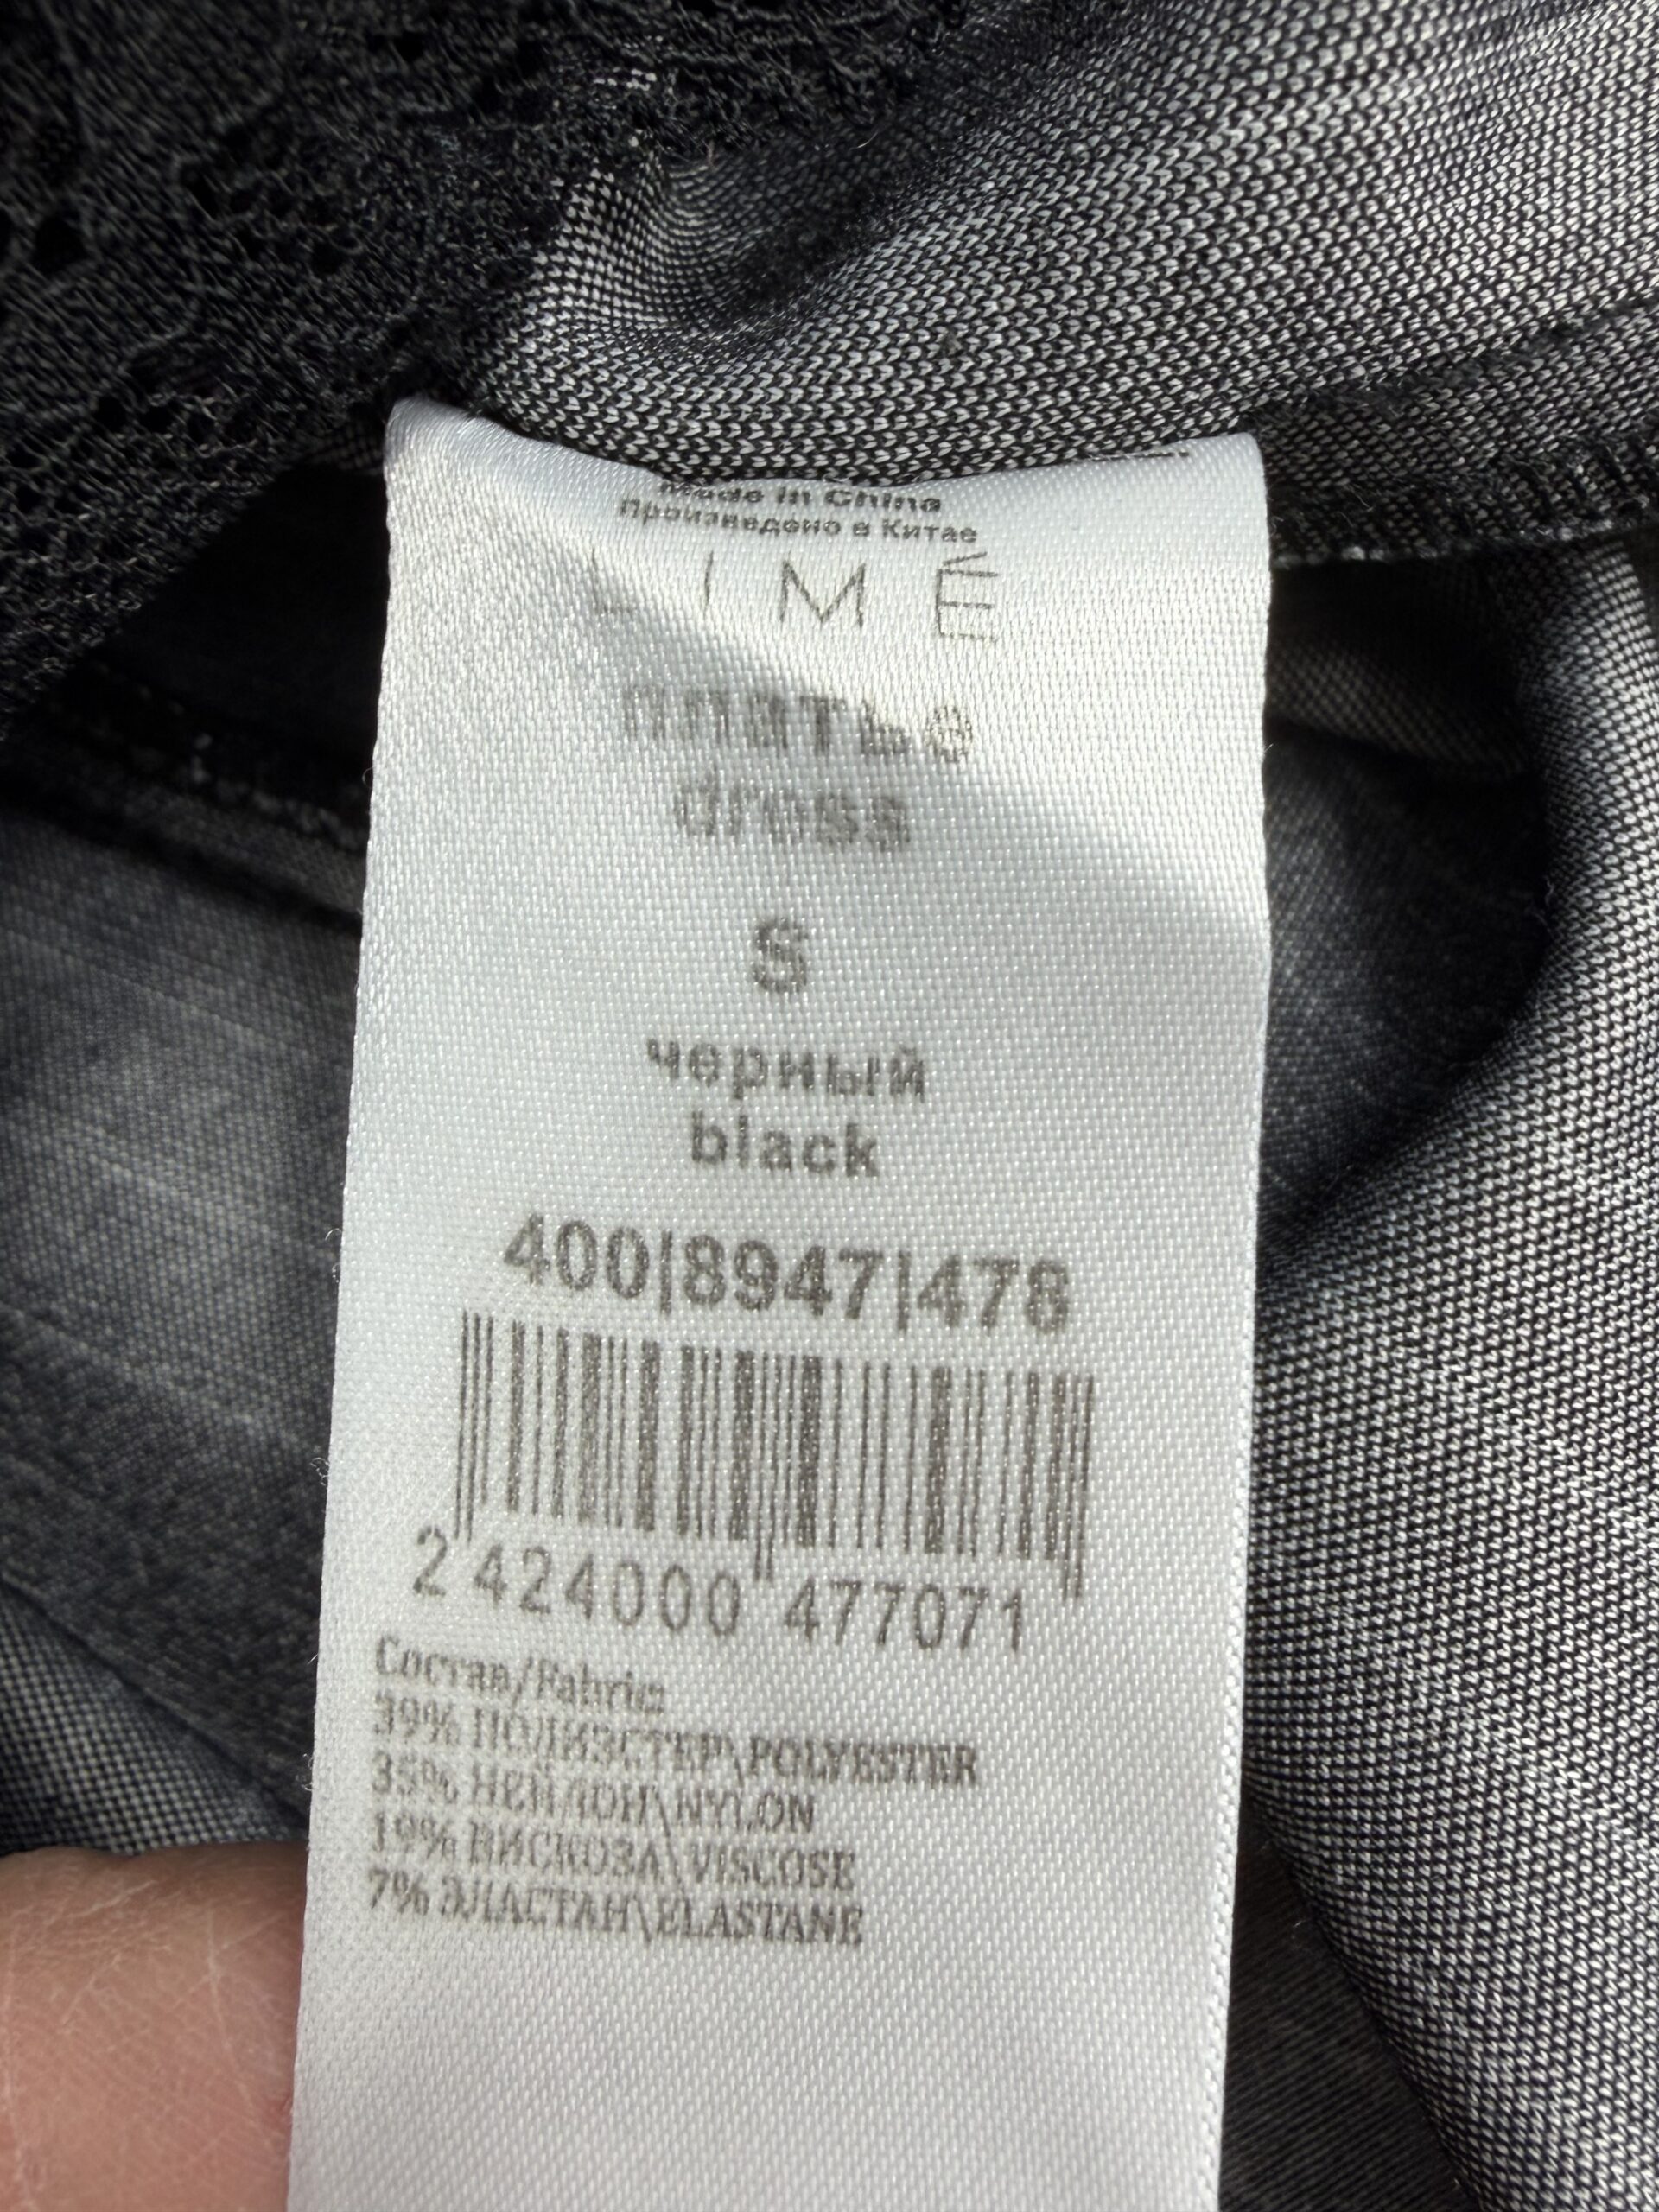 Made in China
Произведено в Китае
LIMÉ
платье
dress
S
черный
black
400|8947|478
2 424000 477071
Состав/Fabric
39% ПОЛИЭСТЕР\POLYESTER
35% НЕЙЛОН\NYLON
19% ВИСКОЗА\VISCOSE
7% ЭЛАСТАН\ELASTANE